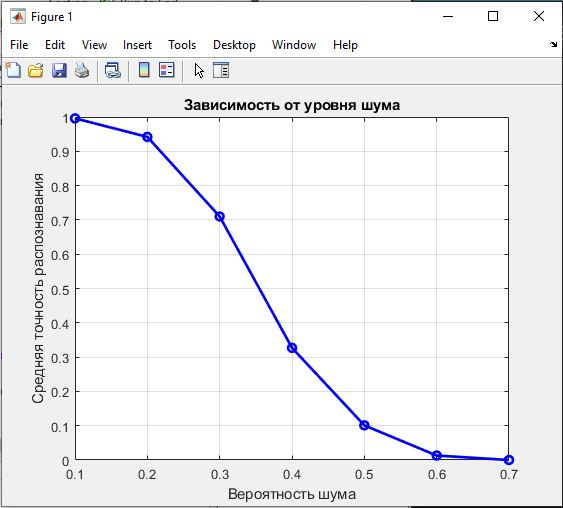 Figure 1
File Edit View Insert Tools Desktop Window Help
Зависимость от уровня шума
1
0.9
0.8
0.7
0.6
0.5
0.4
0.3
0.2
0.1
0
Средняя точность распознавания
0.1 0.2 0.3 0.4 0.5 0.6 0.7
Вероятность шума